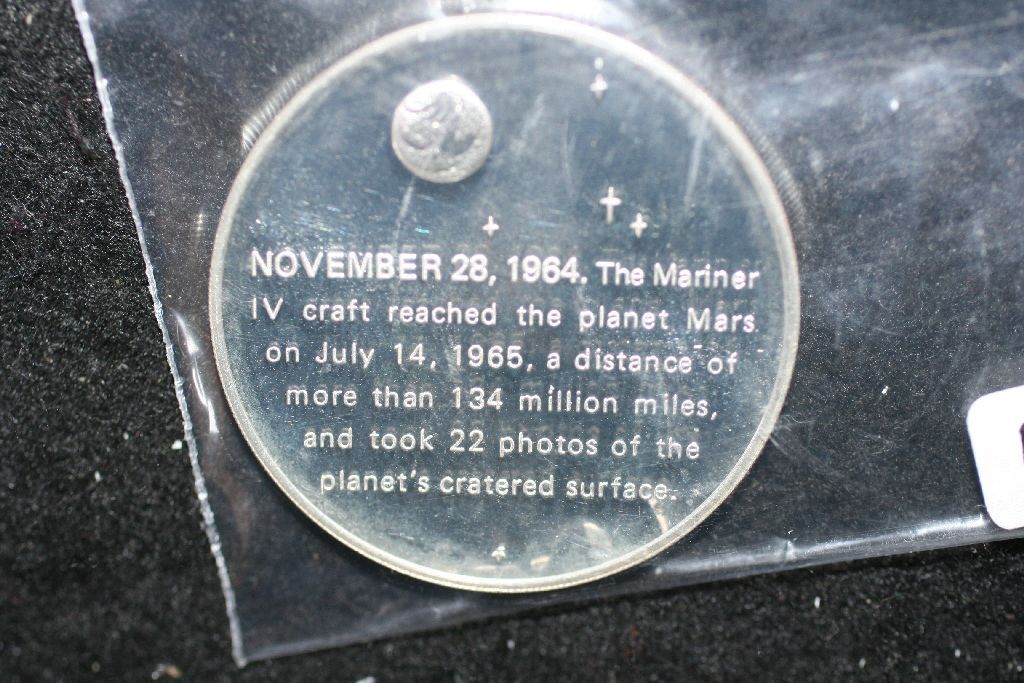 NOVEMBER 28, 1964. The Mariner
IV craft reached the planet Mars
on July 14, 1965, a distance of
more than 134 million miles,
and took 22 photos of the
planet's cratered surface.